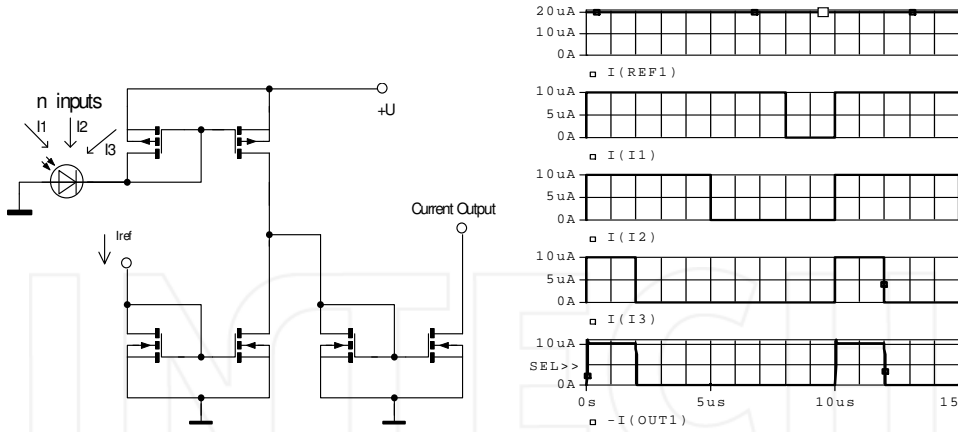 n inputs
I1
I2
I3
+U
Iref
Current Output
20uA
10uA
0A
I(REF1)
10uA
5uA
0A
I(I1)
10uA
5uA
0A
I(I2)
10uA
5uA
0A
I(I3)
10uA
SEL>>
0A
0s
5us
10us
15
-I(OUT1)
INTECH